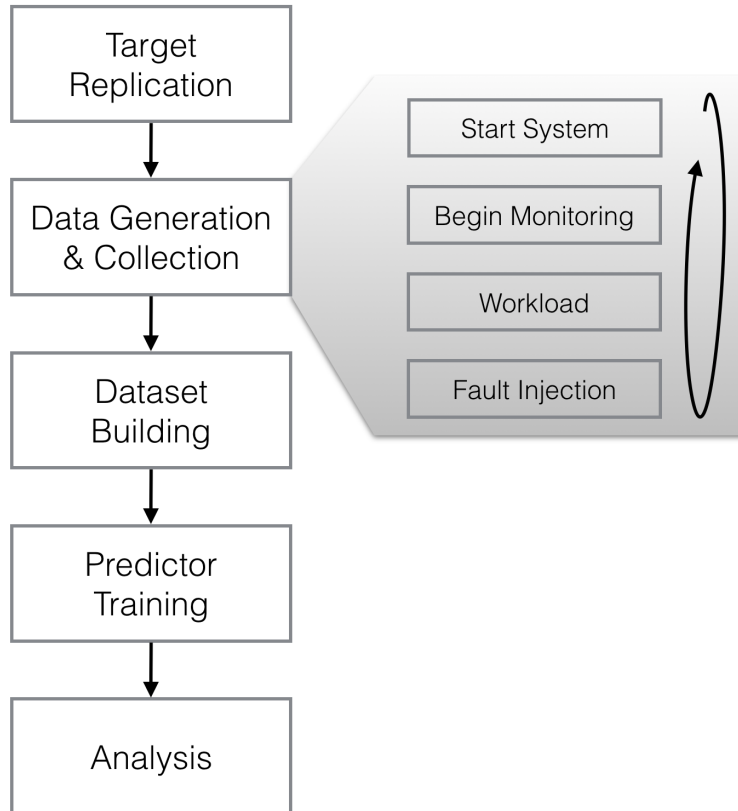 Target
Replication
Data Generation
& Collection
Dataset
Building
Predictor
Training
Analysis
Start System
Begin Monitoring
Workload
Fault Injection